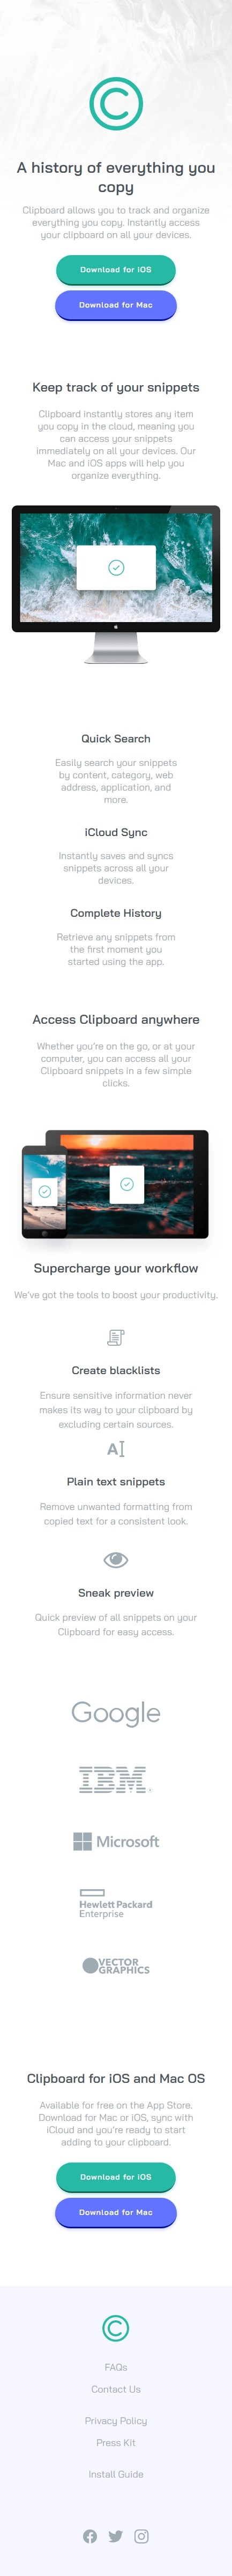 ©
A history of everything you
copy
Clipboard allows you to track and organize
everything you copy. Instantly access
your clipboard on all your devices.
Download for iOS
Download for Mac
Keep track of your snippets
Clipboard instantly stores any item
you copy in the cloud, meaning you
can access your snippets
immediately on all your devices. Our
Mac and iOS apps will help you
organize everything.
Quick Search
Easily search your snippets
by content, category, web
address, application, and
more.
iCloud Sync
Instantly saves and syncs
snippets across all your
devices.
Complete History
Retrieve any snippets from
the first moment you
started using the app.
Access Clipboard anywhere
Whether you're on the go, or at your
computer, you can access all your
Clipboard snippets in a few simple
clicks.
Supercharge your workflow
We've got the tools to boost your productivity.
Create blacklists
Ensure sensitive information never
makes its way to your clipboard by
excluding certain sources.
A
Plain text snippets
Remove unwanted formatting from
copied text for a consistent look.
Sneak preview
Quick preview of all snippets on your
Clipboard for easy access.
Google
IBM
Microsoft
Hewlett Packard
Enterprise
VECTOR
GRAPHICS
Clipboard for iOS and Mac OS
Available for free on the App Store.
Download for Mac or iOS, sync with
iCloud and you're ready to start
adding to your clipboard.
Download for iOS
Download for Mac
©
FAQs
Contact Us
Privacy Policy
Press Kit
Install Guide